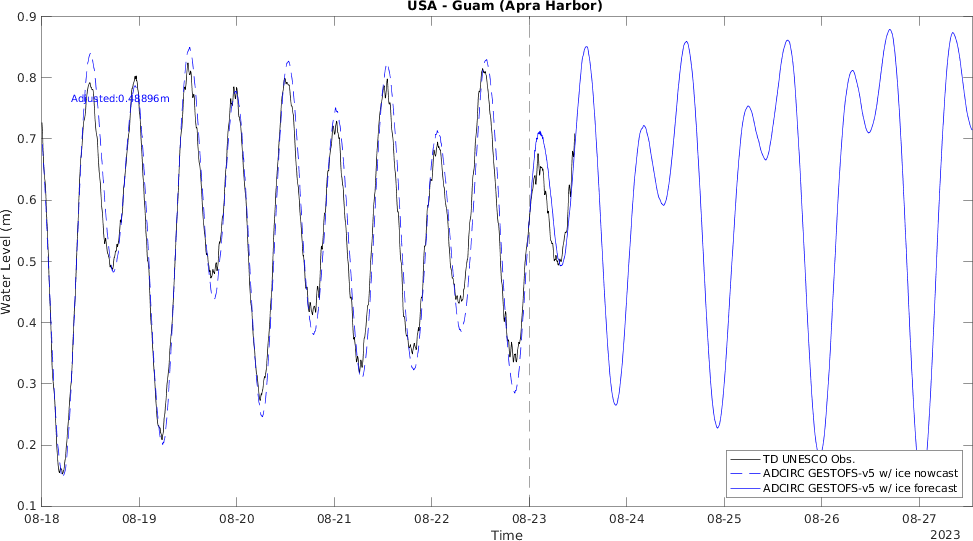 USA - Guam (Apra Harbor)
0.9
0.8
Adjusted:0.48896m
0.7
0.6
0.5
0.4
0.3
0.2
0.1
Water Level (m)
TD UNESCO Obs.
ADCIRC GESTOFS-v5 w/ ice nowcast
ADCIRC GESTOFS-v5 w/ ice forecast
08-18 08-19 08-20 08-21 08-22 08-23 08-24 08-25 08-26 08-27
Time
2023